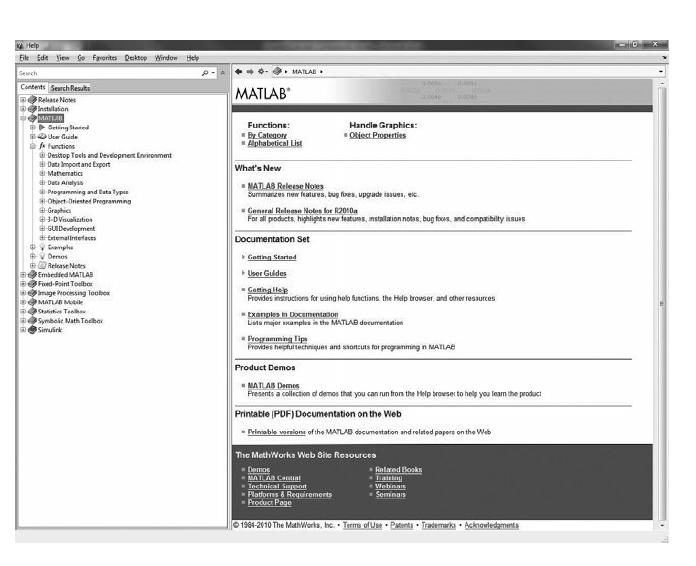 Help
File Edit View Go Favorites Desktop Window Help
Search
Contents Search Results
Release Notes
Installation
MATLAB
Getting Started
User Guide
fx Functions
Desktop Tools and Development Environment
Data Import and Export
Mathematics
Data Analysis
Programming and Data Types
Object-Oriented Programming
Graphics
3-D Visualization
GUI Development
External Interfaces
Examples
Demos
Release Notes
Embedded MATLAB
Fixed-Point Toolbox
Image Processing Toolbox
MATLAB Mobile
Statistics Toolbox
Symbolic Math Toolbox
Simulink
MATLAB
MATLAB®
Functions: Handle Graphics:
By Category Object Properties
Alphabetical List
What's New
MATLAB Release Notes
Summarizes new features, bug fixes, upgrade issues, etc.
General Release Notes for R2010a
For all products, highlights new features, installation notes, bug fixes, and compatibility issues
Documentation Set
Getting Started
User Guides
Getting Help
Provides instructions for using help functions, the Help browser, and other resources
Examples in Documentation
Lists major examples in the MATLAB documentation
Programming Tips
Provides helpful techniques and shortcuts for programming in MATLAB
Product Demos
MATLAB Demos
Presents a collection of demos that you can run from the Help browser to help you learn the product
Printable (PDF) Documentation on the Web
Printable versions of the MATLAB documentation and related papers on the Web
The MathWorks Web Site Resources
Demos Related Books
MATLAB Central Training
Technical Support Webinars
Platforms & Requirements Seminars
Product Page
© 1984-2010 The MathWorks, Inc. • Terms of Use • Patents • Trademarks • Acknowledgments